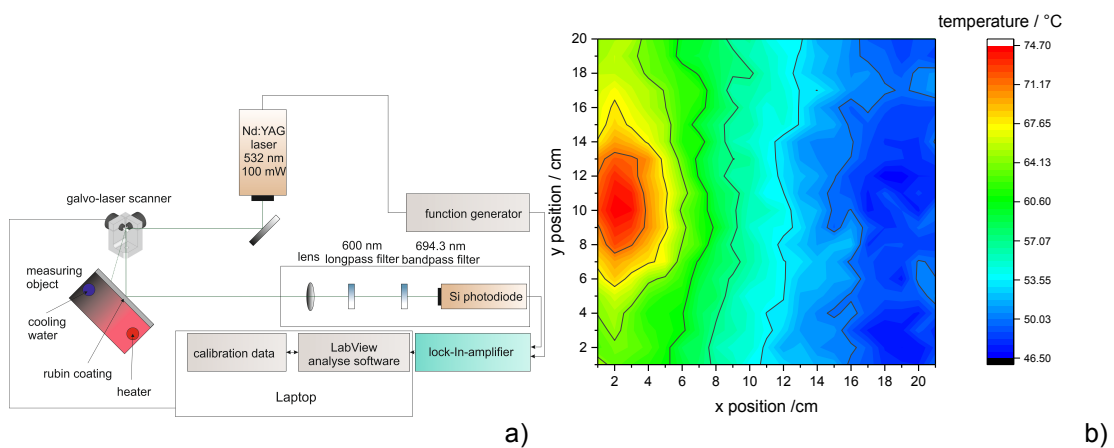 Nd:YAG
laser
532 nm
100 mW
galvo-laser scanner
function generator
600 nm
694.3 nm
lens
longpass filter
bandpass filter
Si photodiode
measuring
object
cooling
water
rubin coating
heater
calibration data
LabView
analyse software
lock-In-amplifier
Laptop
a)
temperature / °C
20
18
16
14
12
10
8
6
4
2
y position / cm
2
4
6
8
10
12
14
16
18
20
x position /cm
74.70
71.17
67.65
64.13
60.60
57.07
53.55
50.03
46.50
b)